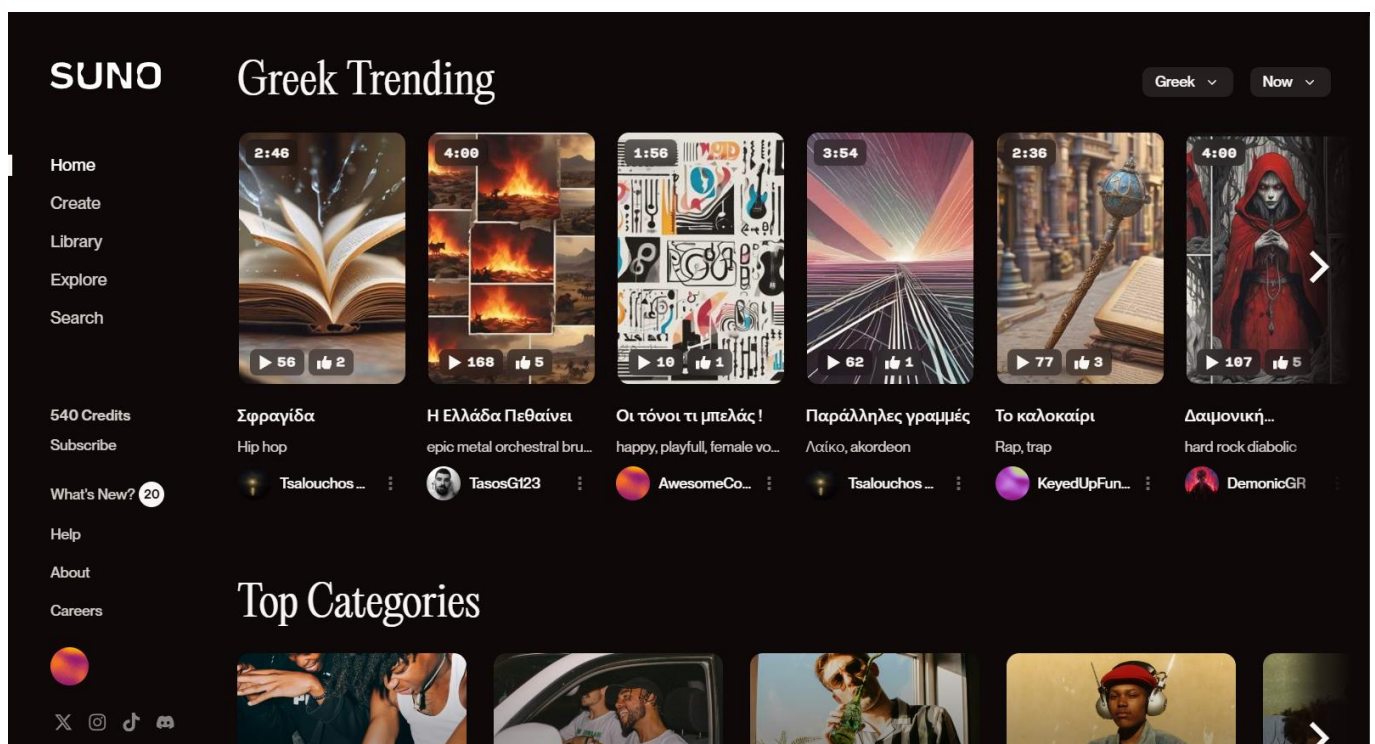 SUNO
Home
Create
Library
Explore
Search
540 Credits
Subscribe
What's New? 20
Help
About
Careers
Greek Trending
Greek
Now
2:46
56
2
Σφραγίδα
Hip hop
Tsalouchos ...
4:00
168
5
Η Ελλάδα Πεθαίνει
epic metal orchestral bru...
TasosG123
1:56
10
1
Οι τόνοι τι μπελάς !
happy, playfull, female vo...
AwesomeCo...
3:54
62
1
Παράλληλες γραμμές
Λαίκο, akordeon
Tsalouchos ...
2:36
77
3
Το καλοκαίρι
Rap, trap
KeyedUpFun...
4:00
107
5
Δαιμονική...
hard rock diabolic
DemonicGR
Top Categories